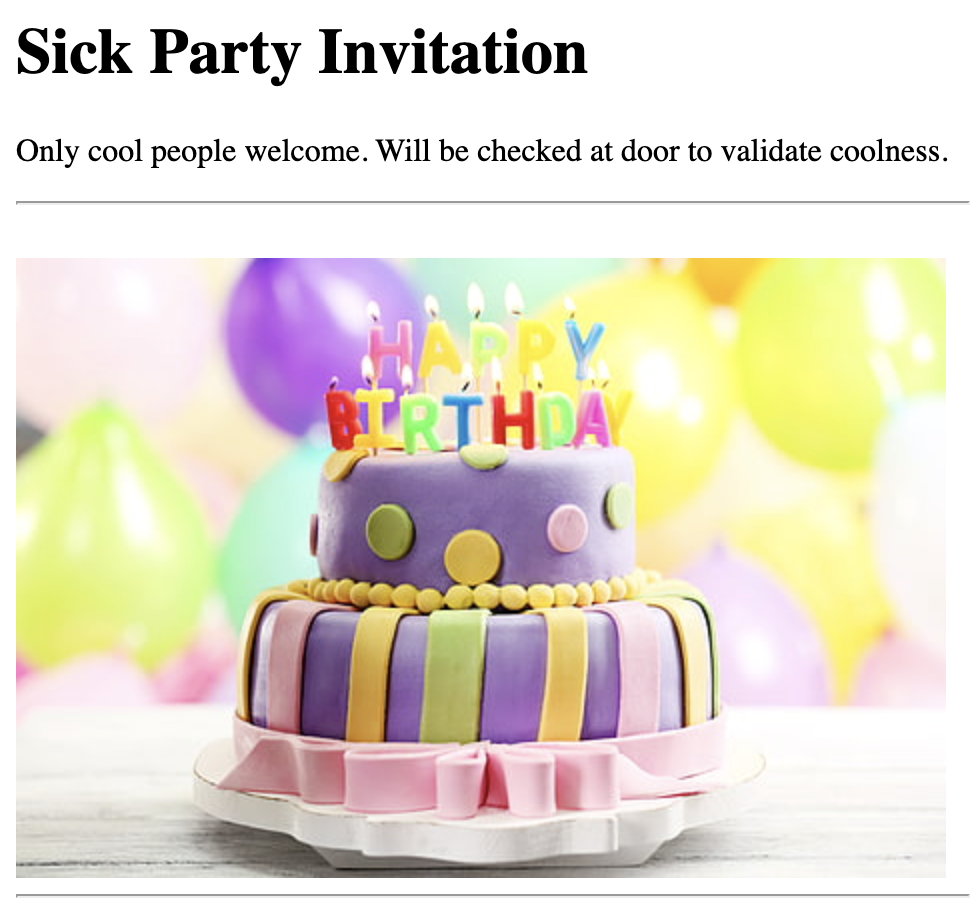 Sick Party Invitation
Only cool people welcome. Will be checked at door to validate coolness.
HAPPY
BIRTHDAY